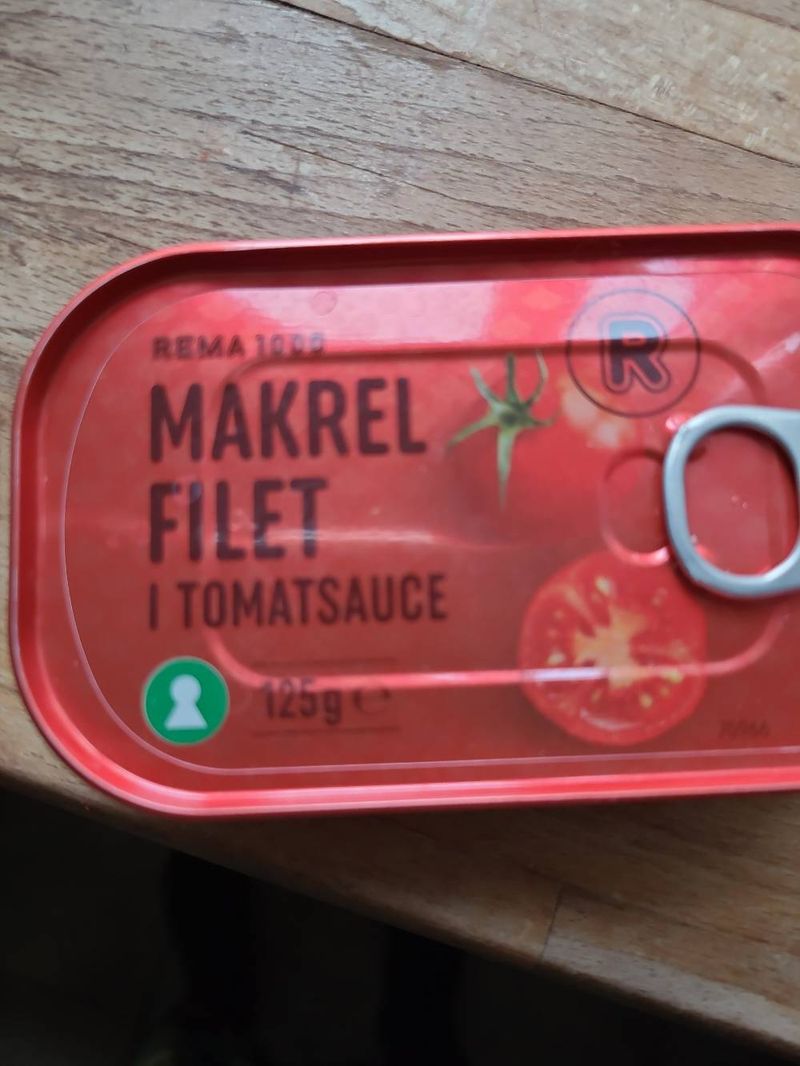 REMA 1000
R
MAKREL
FILET
I TOMATSAUCE
125g e